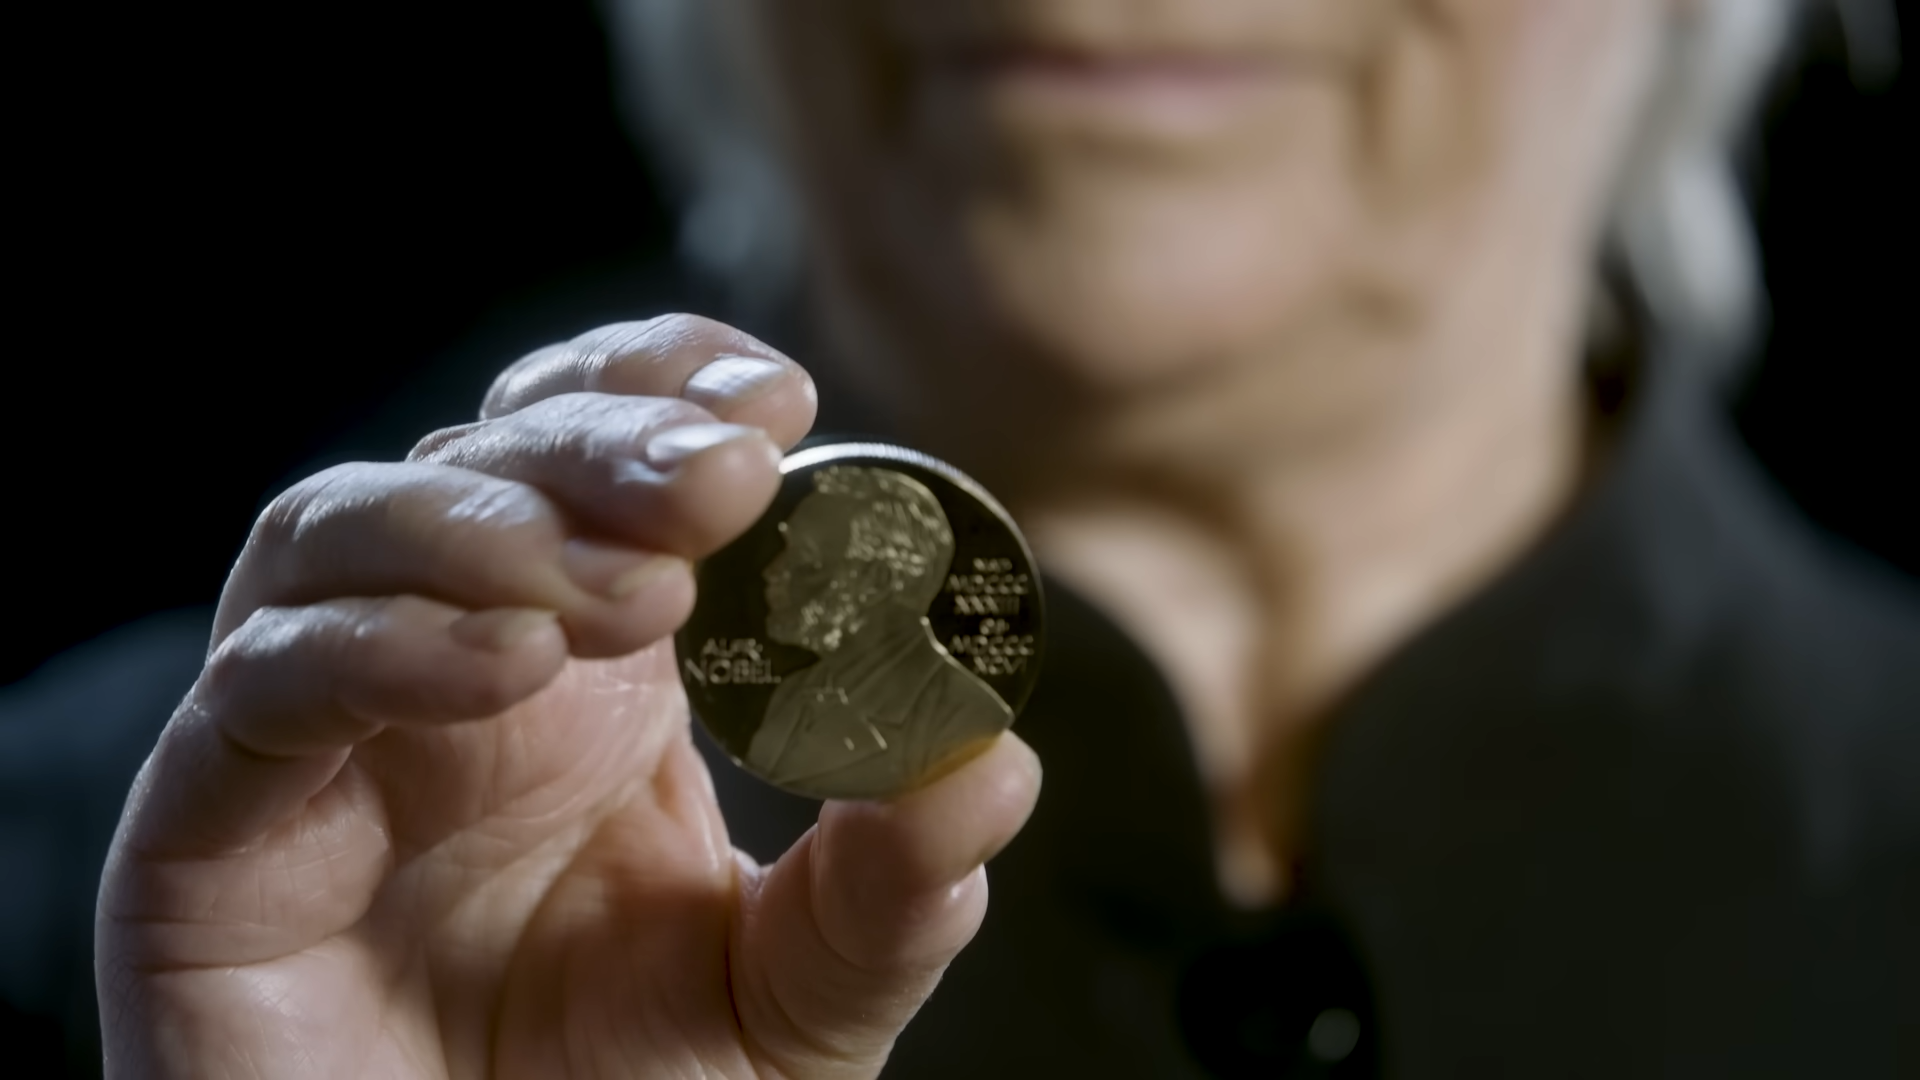 ALFR.
NOBEL
NAT.
MDCCC
XXXIII
OB.
MDCCC
XCVI